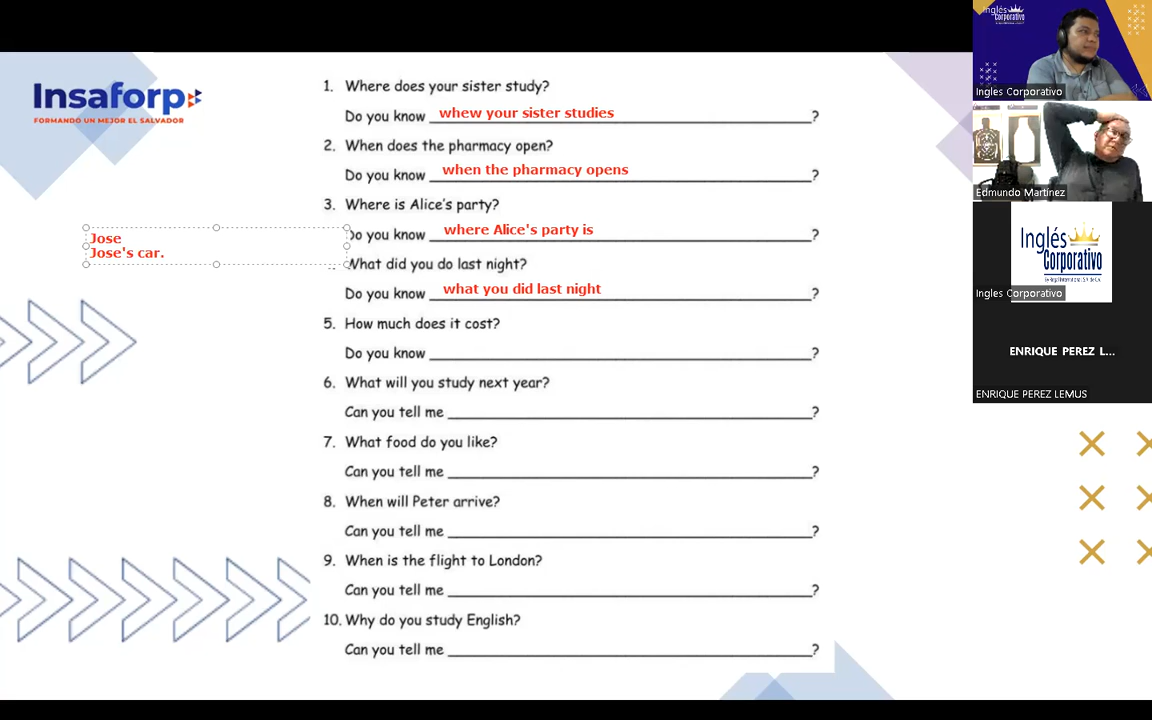 Insaforp
FORMANDO UN MEJOR EL SALVADOR
1. Where does your sister study?
Do you know whew your sister studies ?
2. When does the pharmacy open?
Do you know when the pharmacy opens ?
3. Where is Alice's party?
Do you know where Alice's party is ?
Jose
Jose's car.
What did you do last night?
Do you know what you did last night ?
5. How much does it cost?
Do you know ?
6. What will you study next year?
Can you tell me ?
7. What food do you like?
Can you tell me ?
8. When will Peter arrive?
Can you tell me ?
9. When is the flight to London?
Can you tell me ?
10. Why do you study English?
Can you tell me ?
Inglés
Corporativo
Ingles Corporativo
Edmundo Martínez
Inglés
Corporativo
Ingles Corporativo
ENRIQUE PEREZ L...
ENRIQUE PEREZ LEMUS